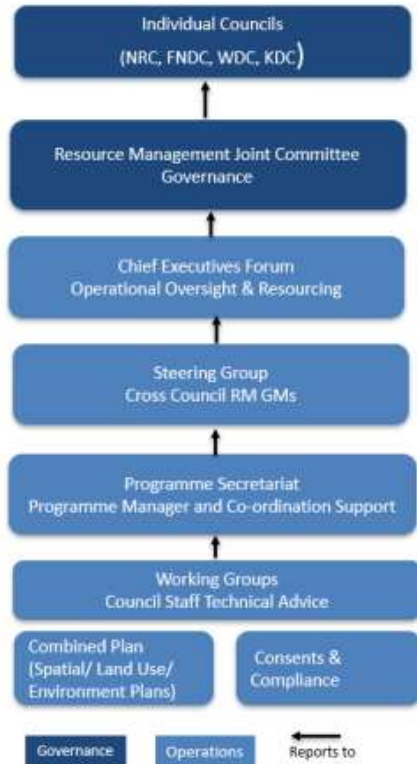 Individual Councils
(NRC, FNDC, WDC, KDC)
Resource Management Joint Committee
Governance
Chief Executives Forum
Operational Oversight & Resourcing
Steering Group
Cross Council RM GMs
Programme Secretariat
Programme Manager and Co-ordination Support
Working Groups
Council Staff Technical Advice
Combined Plan
(Spatial/ Land Use/
Environment Plans)
Consents &
Compliance
Governance
Operations
Reports to